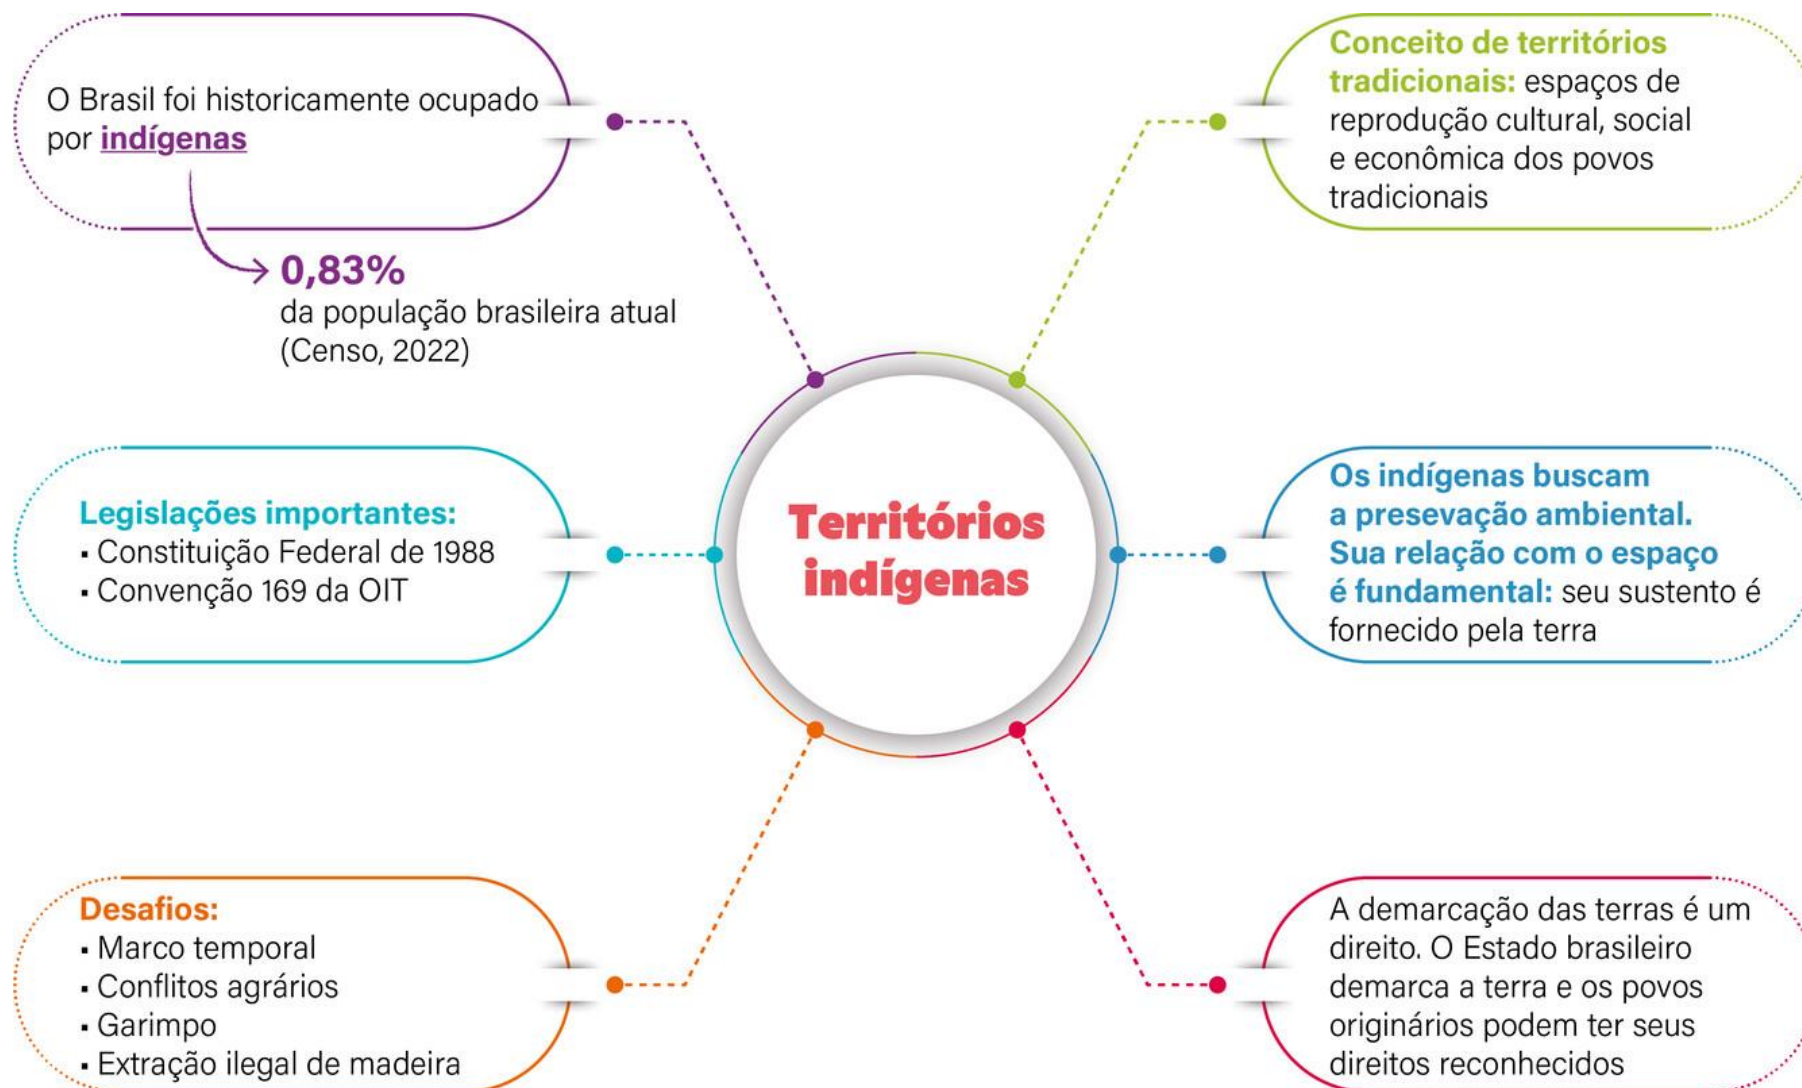 O Brasil foi historicamente ocupado
por indígenas
0,83%
da população brasileira atual
(Censo, 2022)
Conceito de territórios
tradicionais: espaços de
reprodução cultural, social
e econômica dos povos
tradicionais
Legislações importantes:
▪ Constituição Federal de 1988
▪ Convenção 169 da OIT
Territórios
indígenas
Os indígenas buscam
a presevação ambiental.
Sua relação com o espaço
é fundamental: seu sustento é
fornecido pela terra
Desafios:
▪ Marco temporal
▪ Conflitos agrários
▪ Garimpo
▪ Extração ilegal de madeira
A demarcação das terras é um
direito. O Estado brasileiro
demarca a terra e os povos
originários podem ter seus
direitos reconhecidos